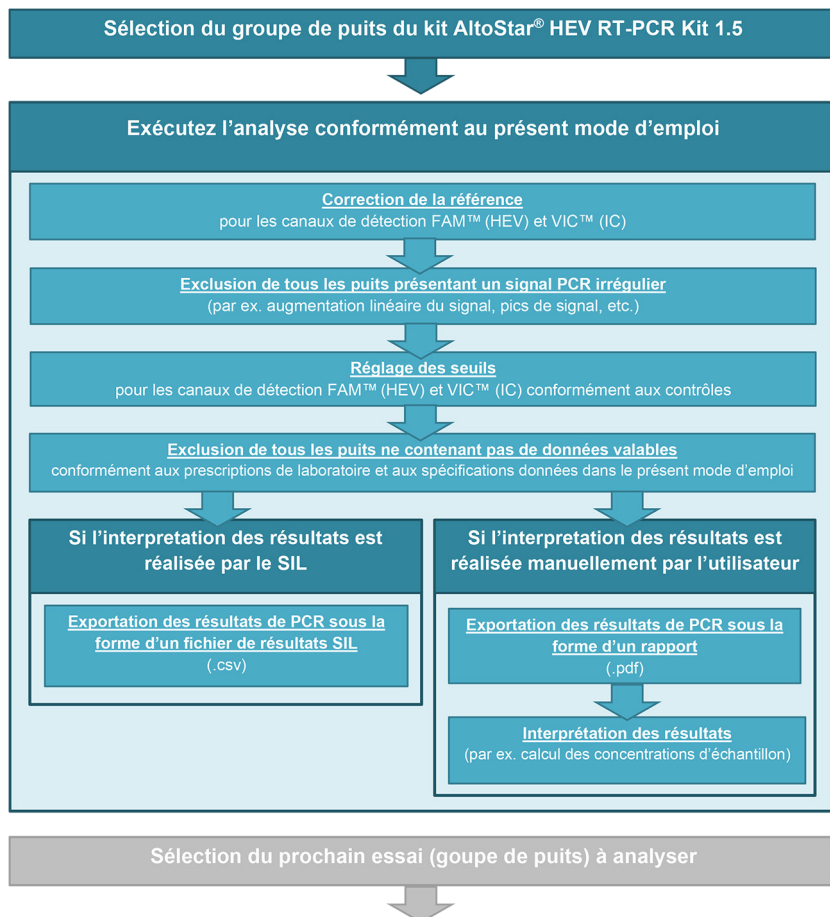 Sélection du groupe de puits du kit AltoStar® HEV RT-PCR Kit 1.5
Exécutez l'analyse conformément au présent mode d'emploi
Correction de la référence
pour les canaux de détection FAM™ (HEV) et VIC™ (IC)
Exclusion de tous les puits présentant un signal PCR irrégulier
(par ex. augmentation linéaire du signal, pics de signal, etc.)
Réglage des seuils
pour les canaux de détection FAM™ (HEV) et VIC™ (IC) conformément aux contrôles
Exclusion de tous les puits ne contenant pas de données valables
conformément aux prescriptions de laboratoire et aux spécifications données dans le présent mode d'emploi
Si l'interpretation des résultats est
réalisée par le SIL
Exportation des résultats de PCR sous la
forme d'un fichier de résultats SIL
(.csv)
Si l'interpretation des résultats est
réalisée manuellement par l'utilisateur
Exportation des résultats de PCR sous la
forme d'un rapport
(.pdf)
Interprétation des résultats
(par ex. calcul des concentrations d'échantillon)
Sélection du prochain essai (goupe de puits) à analyser